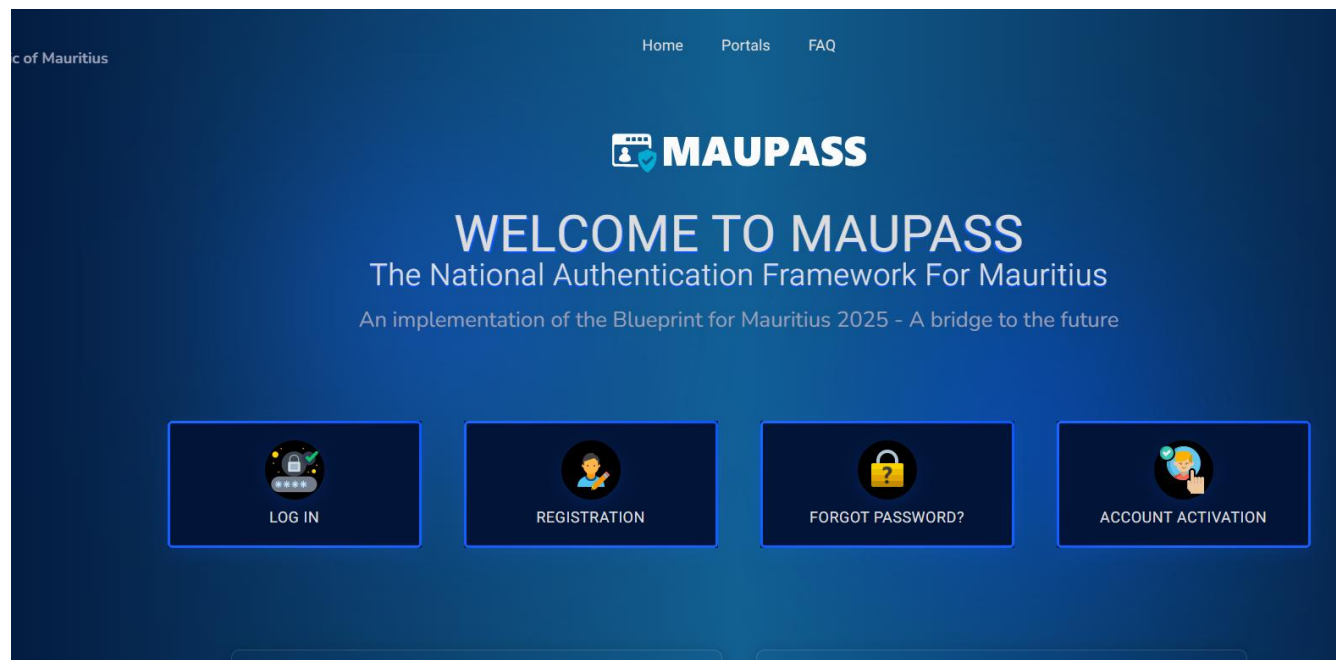 Home Portals FAQ
c of Mauritius
MAUPASS
WELCOME TO MAUPASS
The National Authentication Framework For Mauritius
An implementation of the Blueprint for Mauritius 2025 - A bridge to the future
****
?
LOG IN REGISTRATION FORGOT PASSWORD? ACCOUNT ACTIVATION